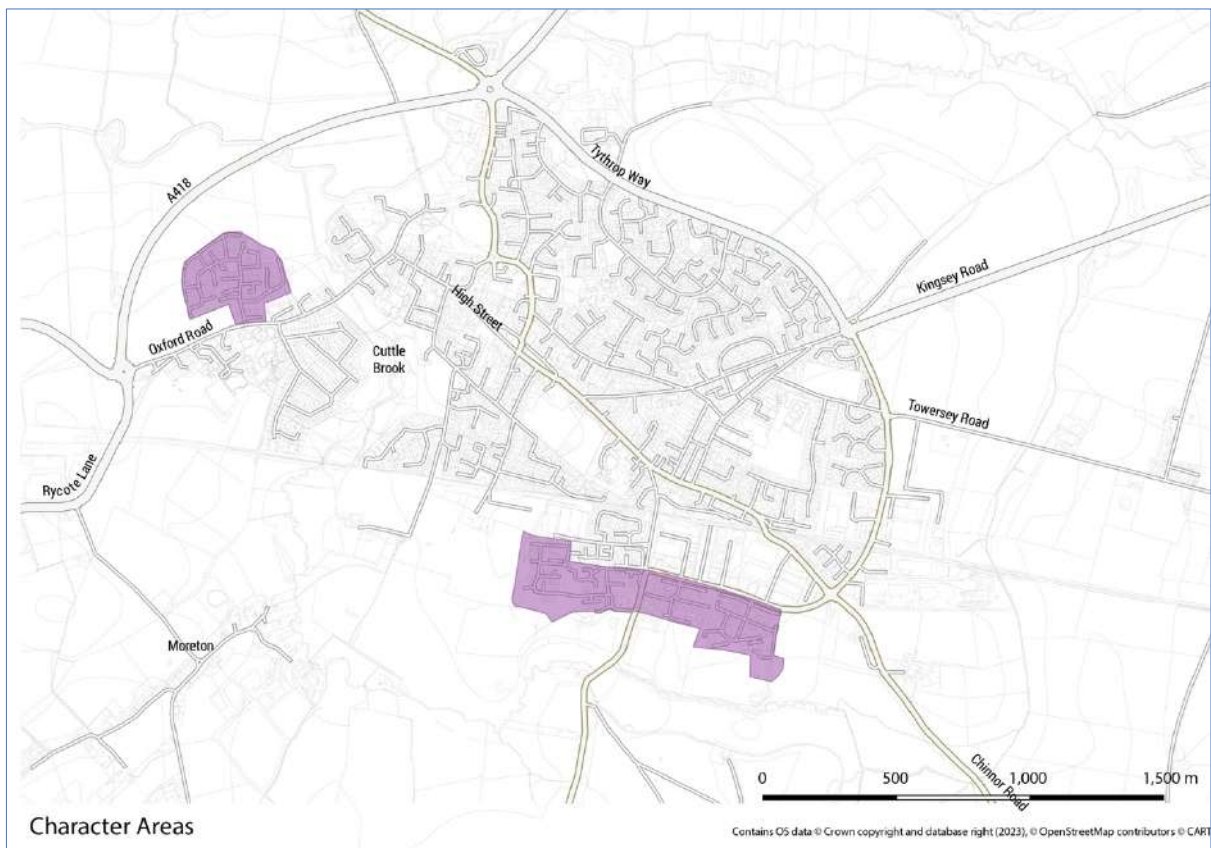 Tythrop Way
A418
Kingsey Road
High Street
Oxford Road
Cuttle
Brook
Towersey Road
Rycote Lane
Moreton
Chinnor Road
0 500 1,000 1,500 m
Character Areas
Contains OS data © Crown copyright and database right (2023), © OpenStreetMap contributors © CART